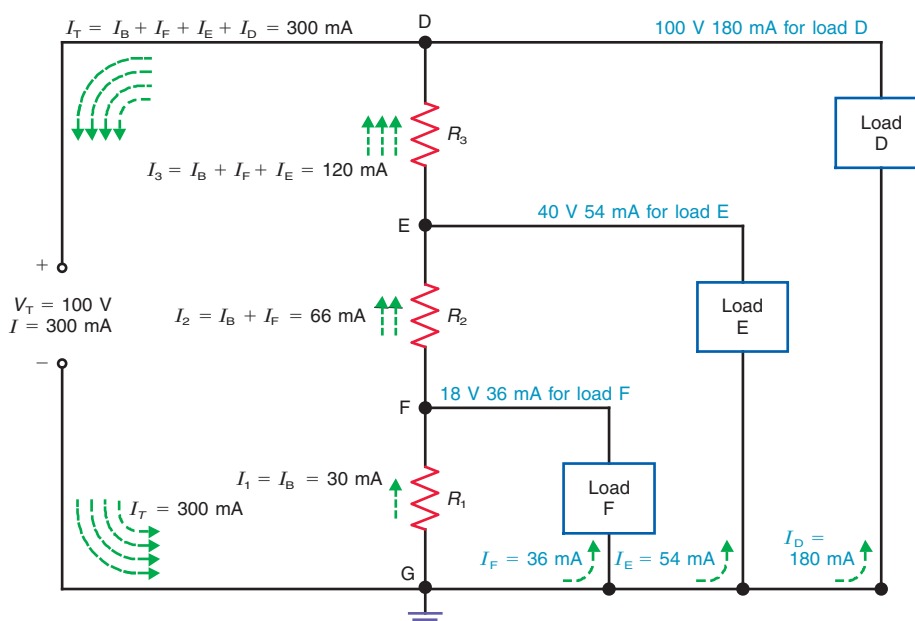 I_T = I_B + I_F + I_E + I_D = 300 mA
D
100 V 180 mA for load D
Load
D
R_3
I_3 = I_B + I_F + I_E = 120 mA
E
40 V 54 mA for load E
+
V_T = 100 V
I = 300 mA
−
I_2 = I_B + I_F = 66 mA
R_2
Load
E
F
18 V 36 mA for load F
I_1 = I_B = 30 mA
R_1
Load
F
I_T = 300 mA
G
I_F = 36 mA
I_E = 54 mA
I_D =
180 mA